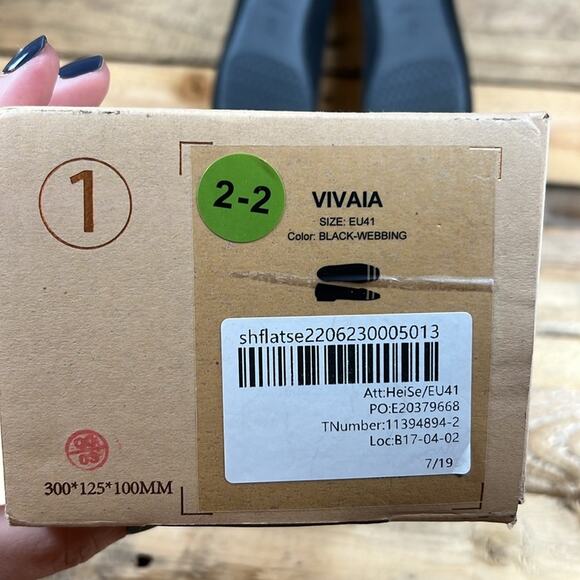 1
2-2
VIVAIA
SIZE: EU41
Color: BLACK-WEBBING
shflatse2206230005013
Att:HeiSe/EU41
PO:E20379668
TNumber:11394894-2
Loc:B17-04-02
7/19
300*125*100MM